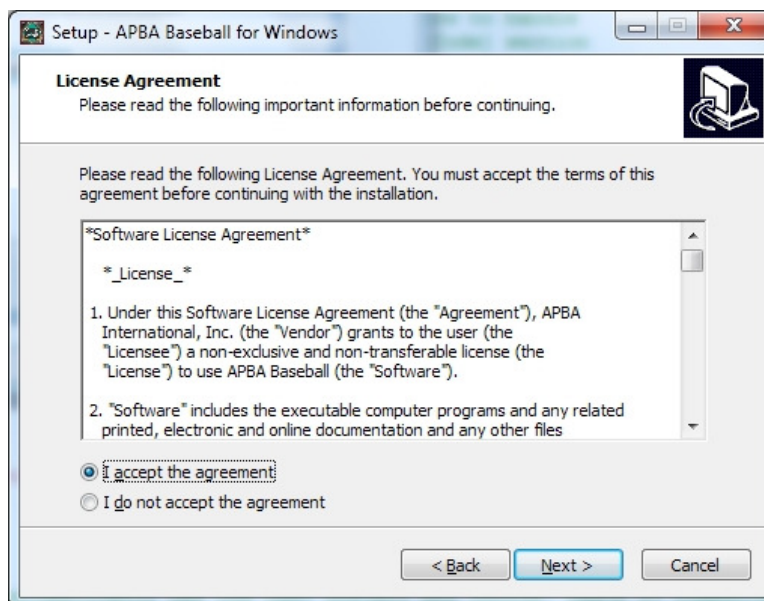 Setup - APBA Baseball for Windows
License Agreement
Please read the following important information before continuing.
Please read the following License Agreement. You must accept the terms of this
agreement before continuing with the installation.
*Software License Agreement*
*_License_*
1. Under this Software License Agreement (the "Agreement"), APBA
International, Inc. (the "Vendor") grants to the user (the
"Licensee") a non-exclusive and non-transferable license (the
"License") to use APBA Baseball (the "Software").
2. "Software" includes the executable computer programs and any related
printed, electronic and online documentation and any other files
I accept the agreement
I do not accept the agreement
< Back
Next >
Cancel